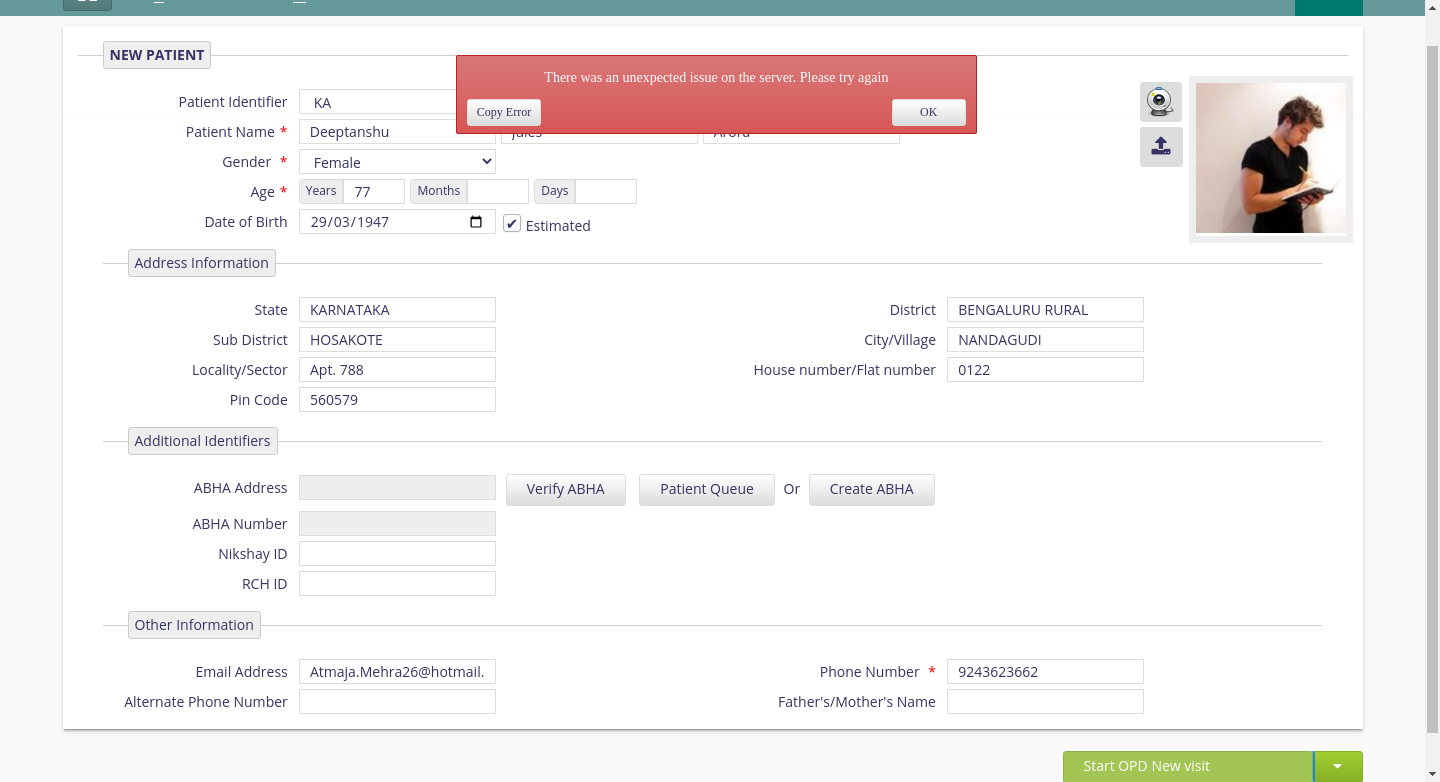 NEW PATIENT
There was an unexpected issue on the server. Please try again
Copy Error OK
Patient Identifier KA
Patient Name * Deeptanshu Arora
Gender * Female
Age * Years 77 Months Days
Date of Birth 29/03/1947 ✔ Estimated
Address Information
State KARNATAKA District BENGALURU RURAL
Sub District HOSAKOTE City/Village NANDAGUDI
Locality/Sector Apt. 788 House number/Flat number 0122
Pin Code 560579
Additional Identifiers
ABHA Address Verify ABHA Patient Queue Or Create ABHA
ABHA Number
Nikshay ID
RCH ID
Other Information
Email Address Atmaja.Mehra26@hotmail. Phone Number * 9243623662
Alternate Phone Number Father's/Mother's Name
Start OPD New visit